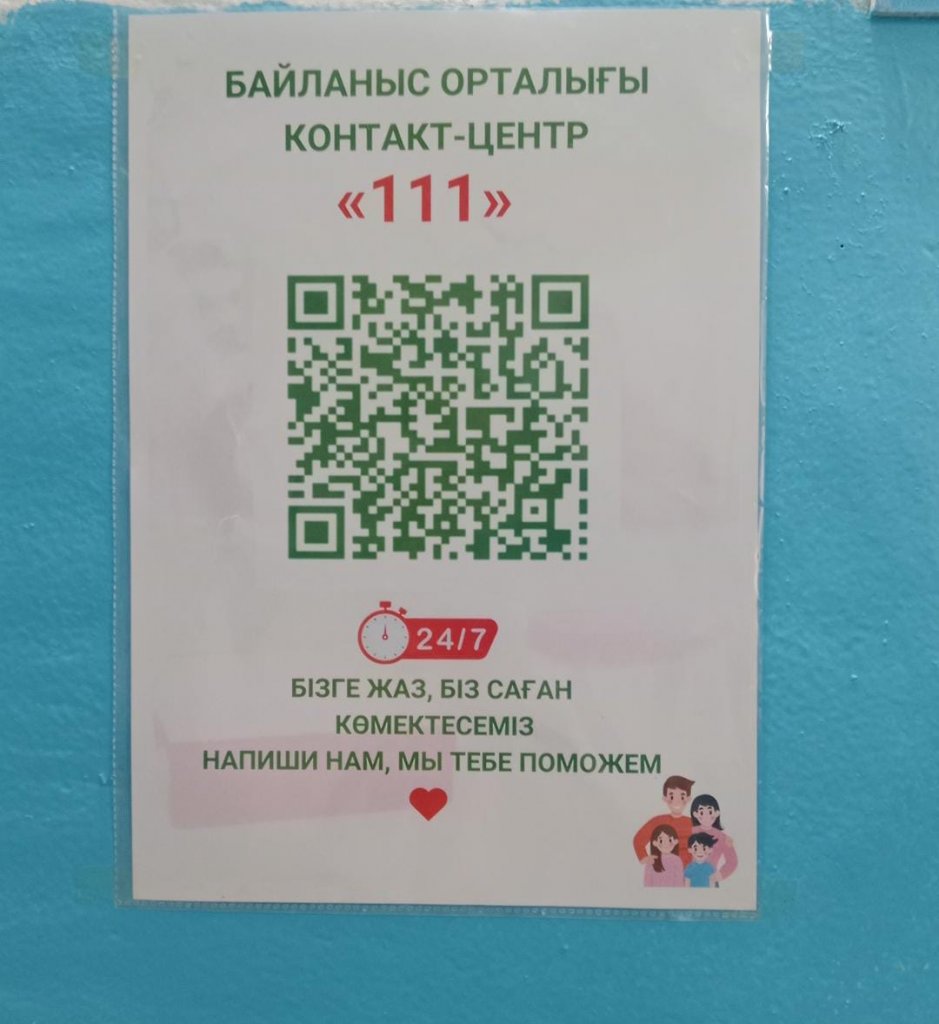 БАЙЛАНЫС ОРТАЛЫҒЫ
КОНТАКТ-ЦЕНТР
«111»
24/7
БІЗГЕ ЖАЗ, БІЗ САҒАН
КӨМЕКТЕСЕМІЗ
НАПИШИ НАМ, МЫ ТЕБЕ ПОМОЖЕМ